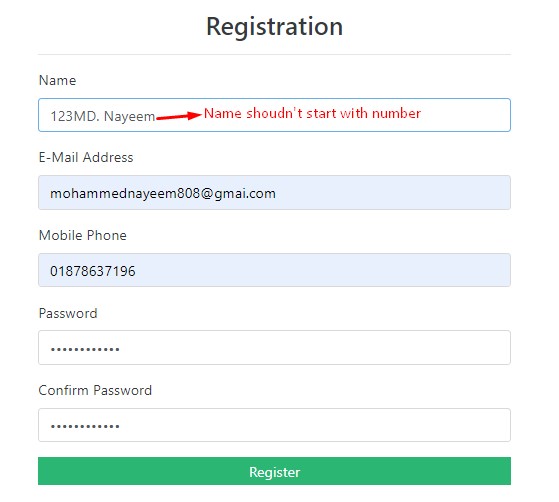 Registration
Name
123MD. Nayeem
Name shoudn't start with number
E-Mail Address
mohammednayeem808@gmai.com
Mobile Phone
01878637196
Password
••••••••••••
Confirm Password
••••••••••••
Register